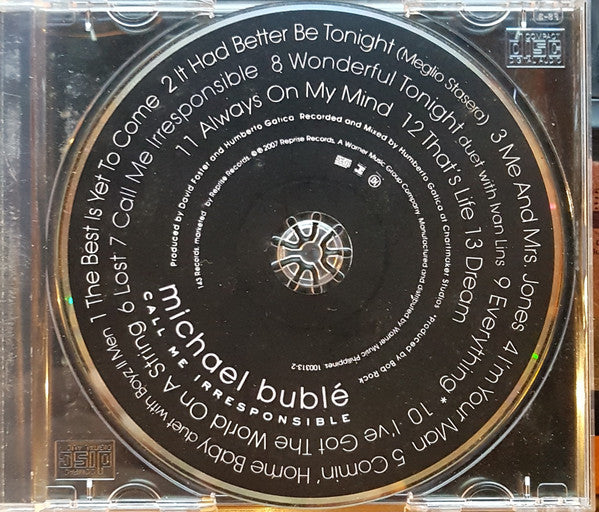 1 The Best Is Yet To Come 2 It Had Better Be Tonight (Meglio Stasera) 3 Me And Mrs. Jones 4 I'm Your Man 5 Comin' Home Baby duet with Boyz II Men
6 Lost 7 Call Me Irresponsible 8 Wonderful Tonight duet with Ivan Lins 9 Everything * 10 I've Got The World On A String
11 Always On My Mind 12 That's Life 13 Dream
Produced by David Foster and Humberto Gatica Recorded and Mixed by Humberto Gatica at Chartmaker Studios * Produced by Bob Rock
143 Records, marketed by Reprise Records. ℗ © 2007 Reprise Records, A Warner Music Group Company. Manufactured and distributed by Warner Music Philippines 100313-2
michael bublé
CALL ME IRRESPONSIBLE
COMPACT
disc
DIGITAL AUDIO